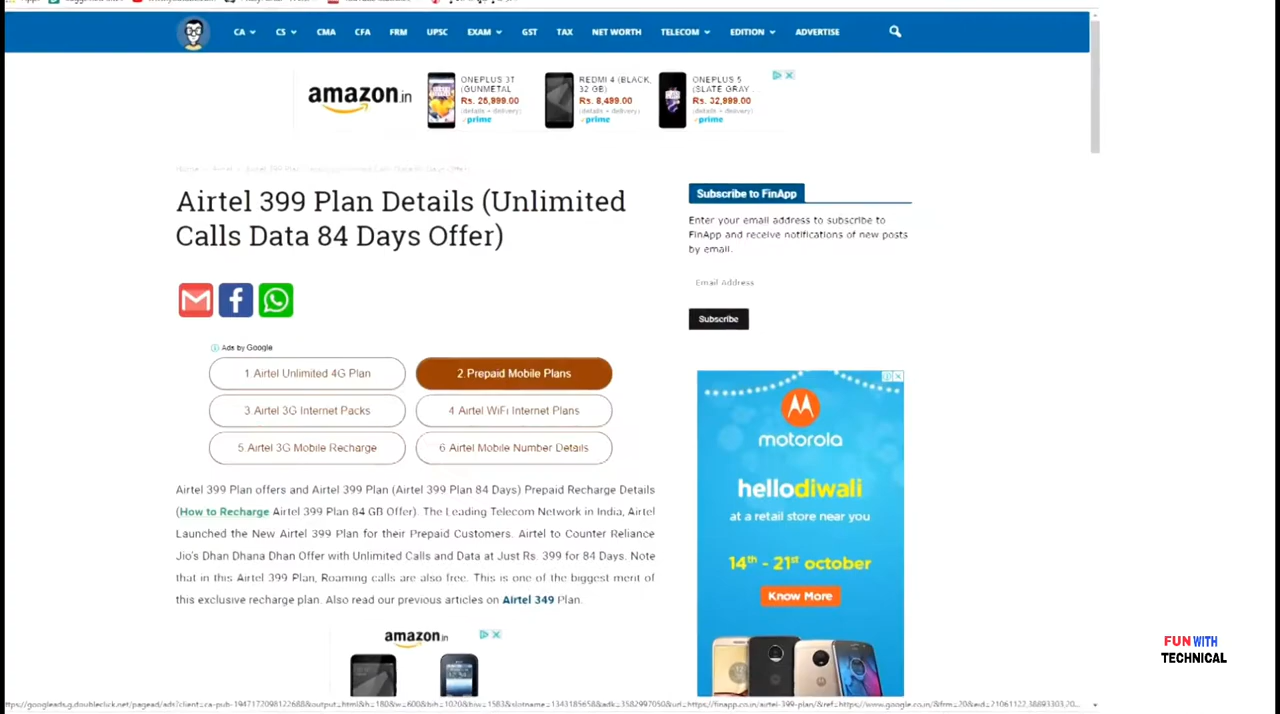 CA
CS
CMA
CFA
FRM
UPSC
EXAM
GST
TAX
NET WORTH
TELECOM
EDITION
ADVERTISE
amazon.in
ONEPLUS 3T
(GUNMETAL
Rs. 26,999.00
(details + delivery)
prime
REDMI 4 (BLACK,
32 GB)
Rs. 8,499.00
(details + delivery)
prime
ONEPLUS 5
(SLATE GRAY ...
Rs. 32,999.00
(details + delivery)
prime
Airtel 399 Plan Details (Unlimited
Calls Data 84 Days Offer)
Ads by Google
1 Airtel Unlimited 4G Plan
2 Prepaid Mobile Plans
3 Airtel 3G Internet Packs
4 Airtel WiFi Internet Plans
5 Airtel 3G Mobile Recharge
6 Airtel Mobile Number Details
Airtel 399 Plan offers and Airtel 399 Plan (Airtel 399 Plan 84 Days) Prepaid Recharge Details
(How to Recharge Airtel 399 Plan 84 GB Offer). The Leading Telecom Network in India, Airtel
Launched the New Airtel 399 Plan for their Prepaid Customers. Airtel to Counter Reliance
Jio's Dhan Dhana Dhan Offer with Unlimited Calls and Data at Just Rs. 399 for 84 Days. Note
that in this Airtel 399 Plan, Roaming calls are also free. This is one of the biggest merit of
this exclusive recharge plan. Also read our previous articles on Airtel 349 Plan.
amazon.in
Subscribe to FinApp
Enter your email address to subscribe to
FinApp and receive notifications of new posts
by email.
Email Address
Subscribe
motorola
hellodiwali
at a retail store near you
14th - 21st october
Know More
FUN WITH
TECHNICAL